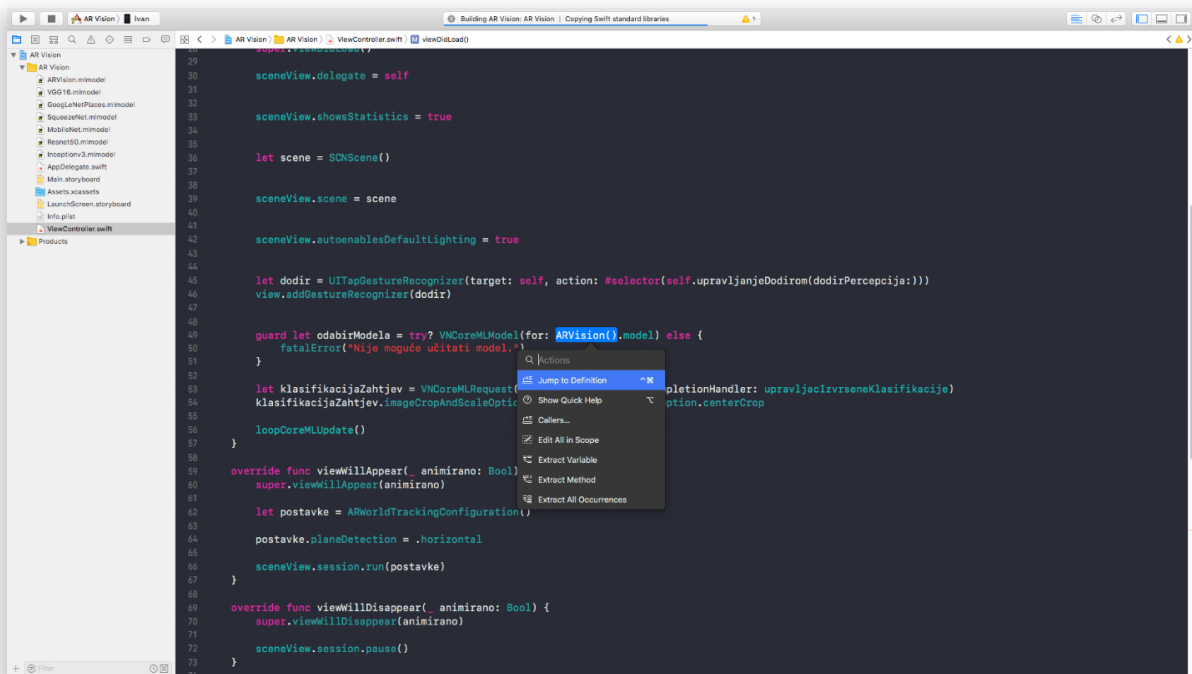 AR Vision ⟩ Ivan
Building AR Vision: AR Vision | Copying Swift standard libraries
1
AR Vision ⟩ AR Vision ⟩ ViewController.swift ⟩ M viewDidLoad()
AR Vision
AR Vision
ARVision.mlmodel
VGG16.mlmodel
GoogLeNetPlaces.mlmodel
SqueezeNet.mlmodel
MobileNet.mlmodel
Resnet50.mlmodel
Inceptionv3.mlmodel
AppDelegate.swift
Main.storyboard
Assets.xcassets
LaunchScreen.storyboard
Info.plist
ViewController.swift
Products
Filter
28 super.viewDidLoad()
29
30 sceneView.delegate = self
31
32
33 sceneView.showsStatistics = true
34
35
36 let scene = SCNScene()
37
38
39 sceneView.scene = scene
40
41
42 sceneView.autoenablesDefaultLighting = true
43
44
45 let dodir = UITapGestureRecognizer(target: self, action: #selector(self.upravljanjeDodirom(dodirPercepcija:)))
46 view.addGestureRecognizer(dodir)
47
48
49 guard let odabirModela = try? VNCoreMLModel(for: ARVision().model) else {
50 fatalError("Nije moguće učitati model.")
51 }
52
53 let klasifikacijaZahtjev = VNCoreMLRequest( pletionHandler: upravljacIzvrseneKlasifikacije)
54 klasifikacijaZahtjev.imageCropAndScaleOptio ption.centerCrop
55
56 loopCoreMLUpdate()
57 }
58
59 override func viewWillAppear(_ animirano: Bool)
60 super.viewWillAppear(animirano)
61
62 let postavke = ARWorldTrackingConfiguration()
63
64 postavke.planeDetection = .horizontal
65
66 sceneView.session.run(postavke)
67 }
68
69 override func viewWillDisappear(_ animirano: Bool) {
70 super.viewWillDisappear(animirano)
71
72 sceneView.session.pause()
73 }
Actions
Jump to Definition ^⌘
Show Quick Help ⌥
Callers...
Edit All in Scope
Extract Variable
Extract Method
Extract All Occurrences